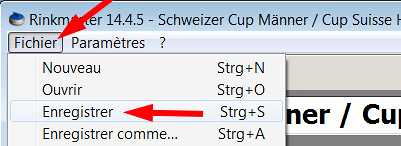 Rinkmaster 14.4.5 - Schweizer Cup Männer / Cup Suisse H
Fichier Paramètres ?
Nouveau Strg+N
Ouvrir Strg+O
Enregistrer Strg+S
Enregistrer comme... Strg+A
nner / Cup